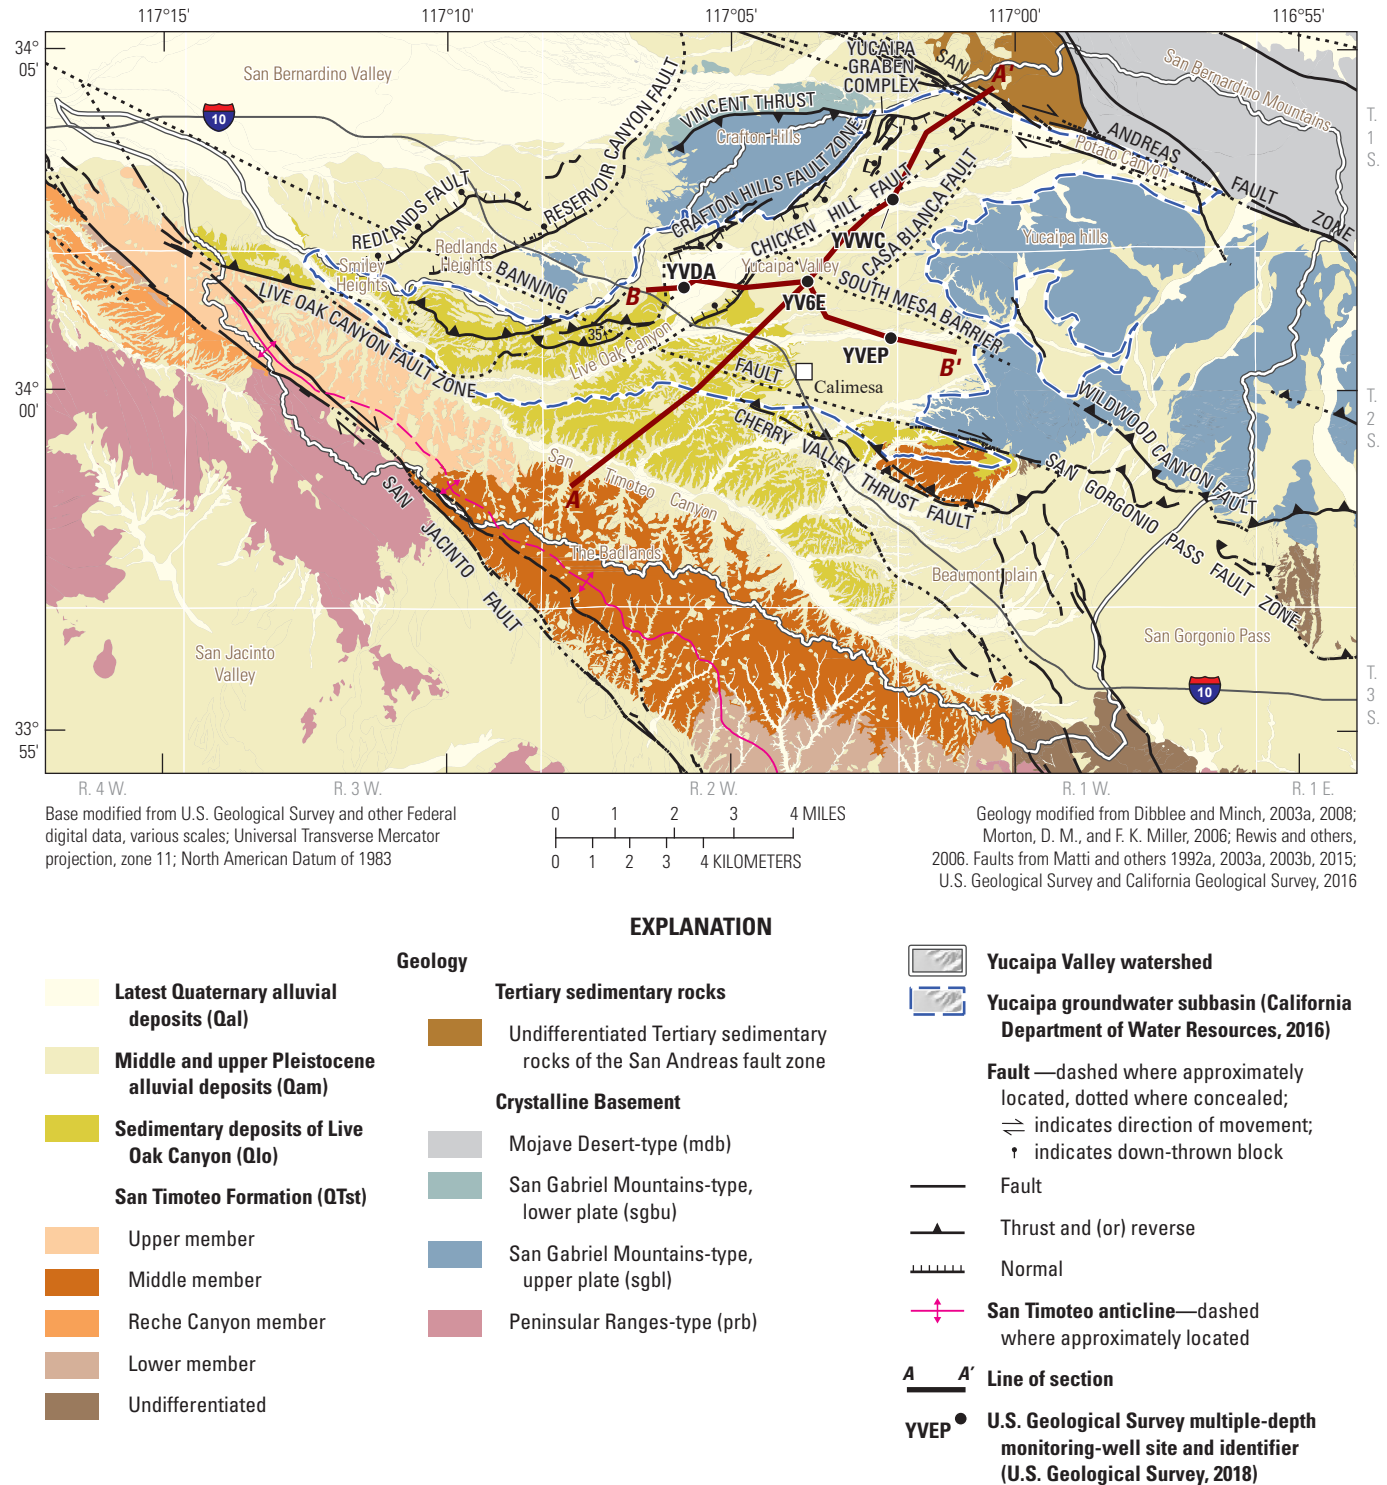 117°15'
117°10'
117°05'
117°00'
116°55'
34°
05'
34°
00'
33°
55'
T.
1
S.
T.
2
S.
T.
3
S.
R. 4 W.
R. 3 W.
R. 2 W.
R. 1 W.
R. 1 E.
San Bernardino Valley
10
YUCAIPA
GRABEN
COMPLEX
SAN
ANDREAS
FAULT
ZONE
A'
San Bernardino Mountains
Potato Canyon
VINCENT THRUST
Crafton Hills
CRAFTON HILLS FAULT ZONE
RESERVOIR CANYON FAULT
REDLANDS FAULT
Redlands
Heights
Smiley
Heights
BANNING
FAULT
CHICKEN HILL FAULT
CASA BLANCA FAULT
YVWC
Yucaipa hills
Yucaipa Valley
YVDA
B
YV6E
SOUTH MESA BARRIER
YVEP
B'
LIVE OAK CANYON FAULT ZONE
35
Live Oak Canyon
Calimesa
CHERRY VALLEY
THRUST FAULT
WILDWOOD CANYON FAULT
SAN GORGONIO PASS FAULT ZONE
San Timoteo Canyon
A
SAN JACINTO FAULT
The Badlands
Beaumont plain
San Gorgonio Pass
10
San Jacinto
Valley
Base modified from U.S. Geological Survey and other Federal
digital data, various scales; Universal Transverse Mercator
projection, zone 11; North American Datum of 1983
0 1 2 3 4 MILES
0 1 2 3 4 KILOMETERS
Geology modified from Dibblee and Minch, 2003a, 2008;
Morton, D. M., and F. K. Miller, 2006; Rewis and others,
2006. Faults from Matti and others 1992a, 2003a, 2003b, 2015;
U.S. Geological Survey and California Geological Survey, 2016
EXPLANATION
Geology
Latest Quaternary alluvial
deposits (Qal)
Middle and upper Pleistocene
alluvial deposits (Qam)
Sedimentary deposits of Live
Oak Canyon (Qlo)
San Timoteo Formation (QTst)
Upper member
Middle member
Reche Canyon member
Lower member
Undifferentiated
Tertiary sedimentary rocks
Undifferentiated Tertiary sedimentary
rocks of the San Andreas fault zone
Crystalline Basement
Mojave Desert-type (mdb)
San Gabriel Mountains-type,
lower plate (sgbu)
San Gabriel Mountains-type,
upper plate (sgbl)
Peninsular Ranges-type (prb)
Yucaipa Valley watershed
Yucaipa groundwater subbasin (California
Department of Water Resources, 2016)
Fault —dashed where approximately
located, dotted where concealed;
indicates direction of movement;
indicates down-thrown block
Fault
Thrust and (or) reverse
Normal
San Timoteo anticline—dashed
where approximately located
A A' Line of section
YVEP U.S. Geological Survey multiple-depth
monitoring-well site and identifier
(U.S. Geological Survey, 2018)